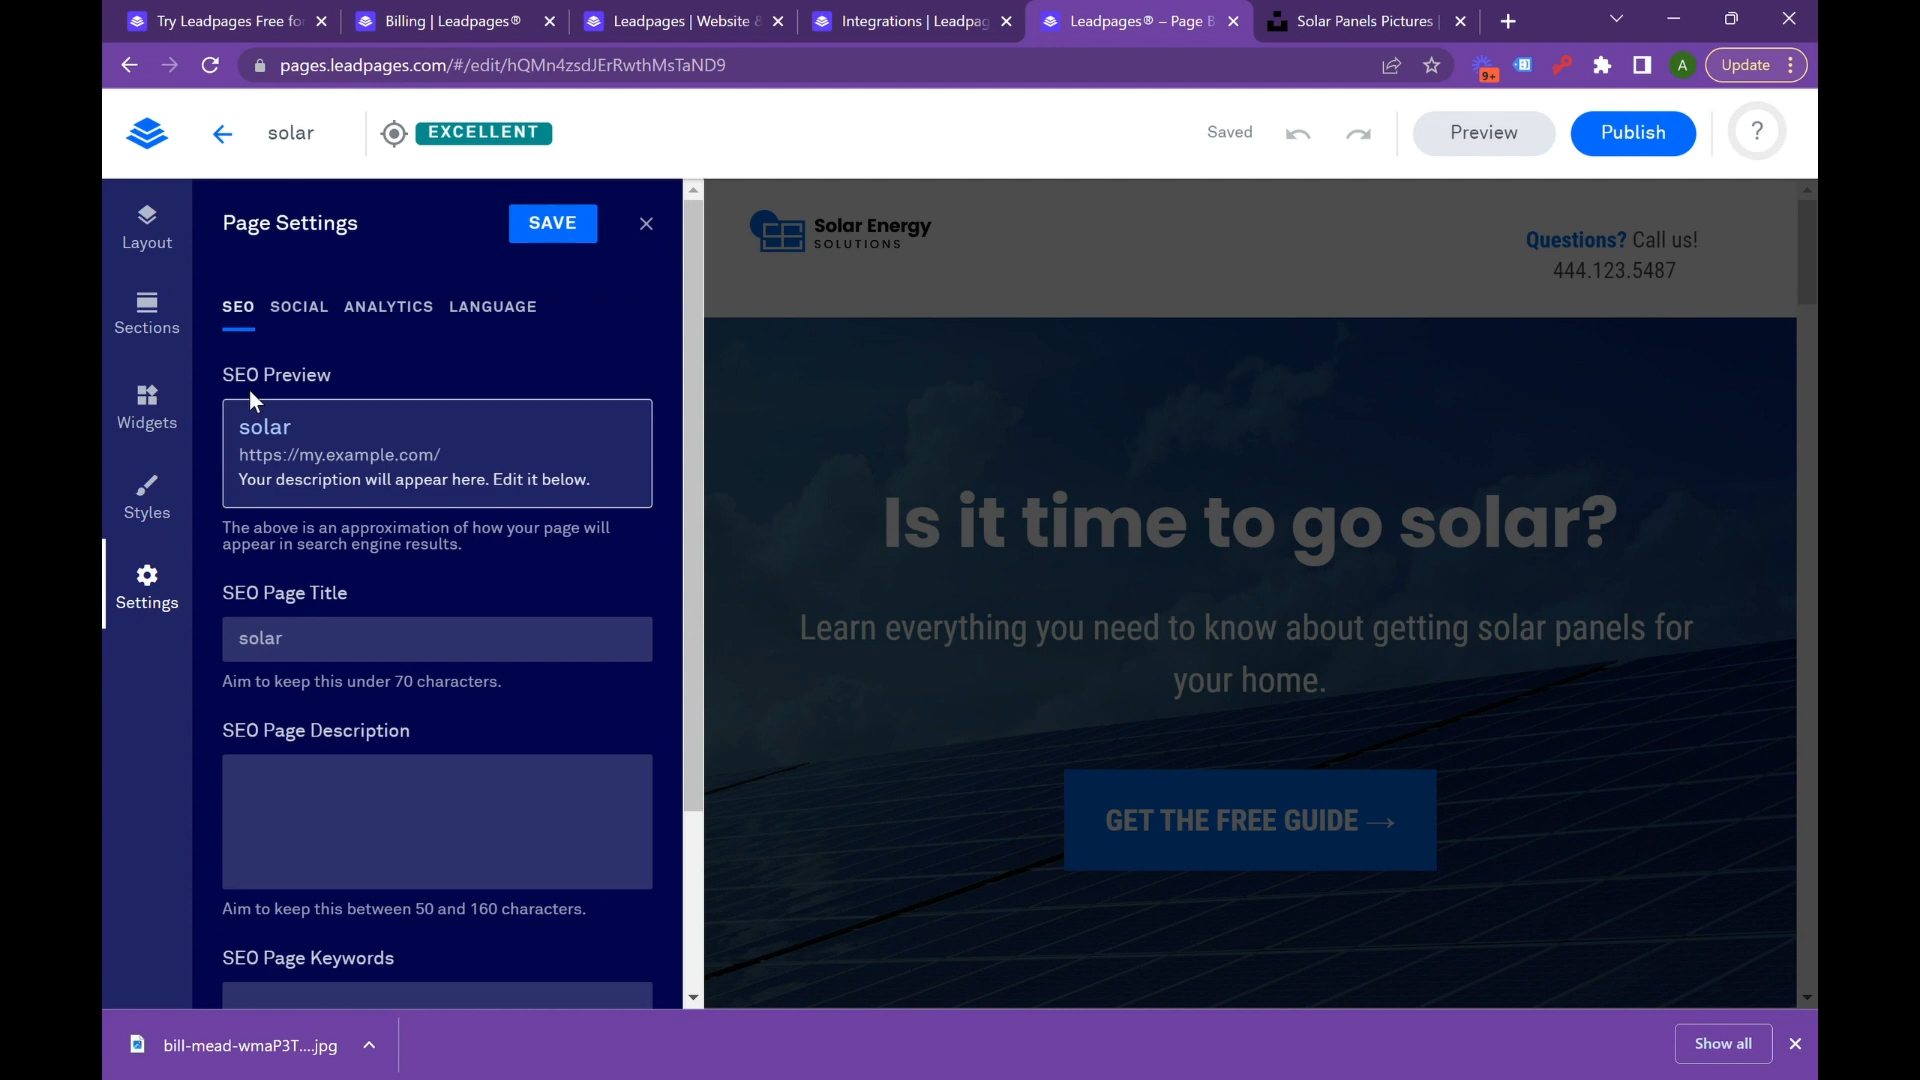 Try Leadpages Free for
Billing | Leadpages®
Leadpages | Website &
Integrations | Leadpag
Leadpages® – Page B
Solar Panels Pictures |
pages.leadpages.com/#/edit/hQMn4zsdJErRwthMsTaND9
9+
A
Update
solar
EXCELLENT
Saved
Preview
Publish
?
Layout
Sections
Widgets
Styles
Settings
Page Settings
SAVE
SEO SOCIAL ANALYTICS LANGUAGE
SEO Preview
solar
https://my.example.com/
Your description will appear here. Edit it below.
The above is an approximation of how your page will
appear in search engine results.
SEO Page Title
solar
Aim to keep this under 70 characters.
SEO Page Description
Aim to keep this between 50 and 160 characters.
SEO Page Keywords
Solar Energy
SOLUTIONS
Questions? Call us!
444.123.5487
Is it time to go solar?
Learn everything you need to know about getting solar panels for
your home.
GET THE FREE GUIDE →
bill-mead-wmaP3T....jpg
Show all